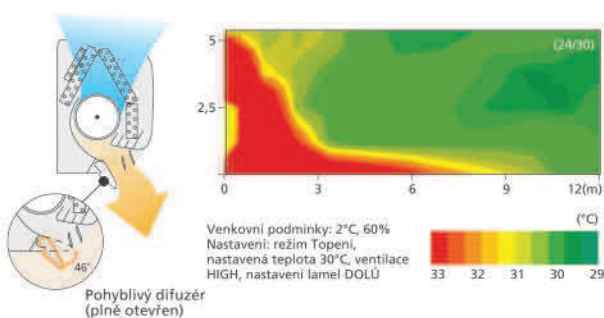 5
2,5
0
0
3
6
9
12(m)
(24/30)
46°
Pohyblivý difuzér
(plně otevřen)
Venkovní podmínky: 2°C, 60%
Nastavení: režim Topení,
nastavená teplota 30°C, ventilace
HIGH, nastavení lamel DOLŮ
(°C)
33 32 31 30 29